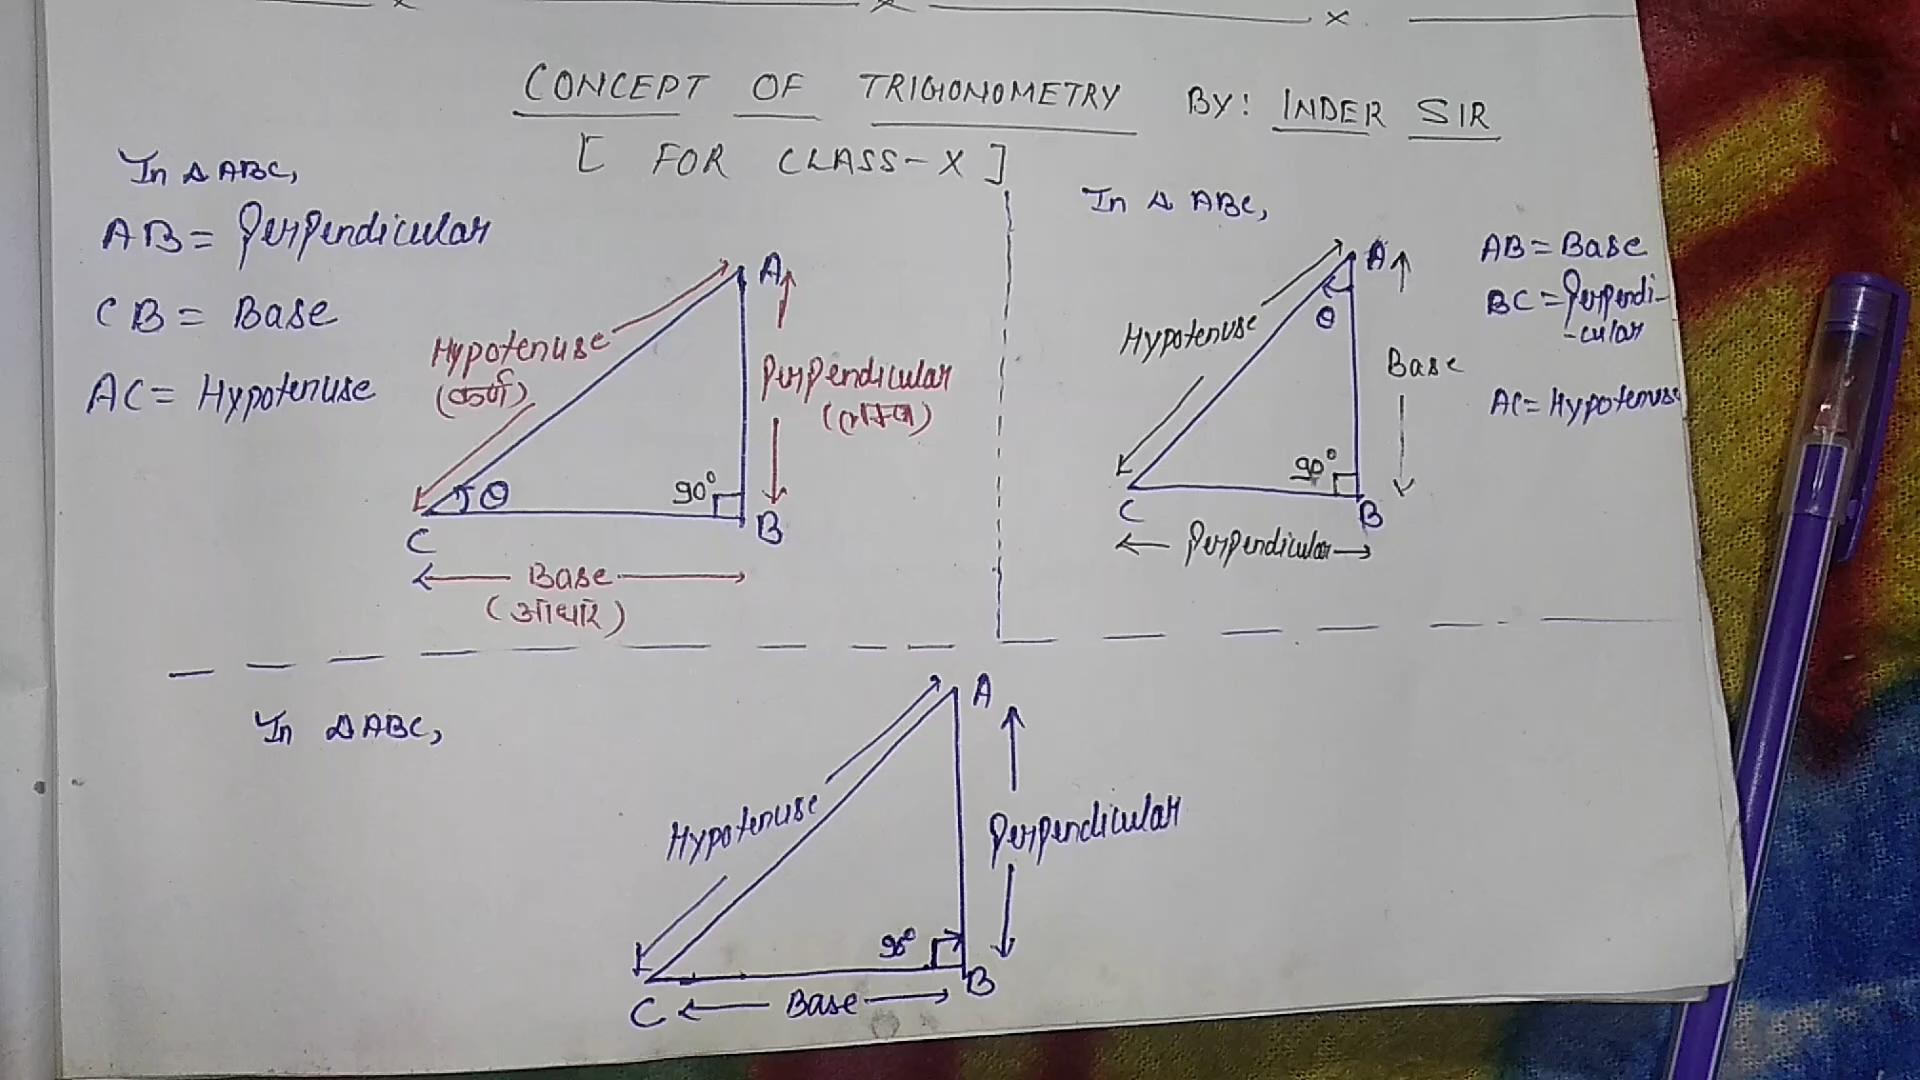 CONCEPT OF TRIGONOMETRY BY: INDER SIR
[ FOR CLASS-X ]
In Δ ABC,
AB = Perpendicular
CB = Base
AC = Hypotenuse
A
Hypotenuse
(कर्ण)
Perpendicular
(लम्ब)
θ
90°
C
B
Base
(आधार)
In Δ ABC,
A
θ
Hypotenuse
Base
90°
C
B
Perpendicular
AB = Base
BC = Perpendi-
-cular
AC = Hypotenuse
In Δ ABC,
A
Hypotenuse
Perpendicular
90°
C
B
Base